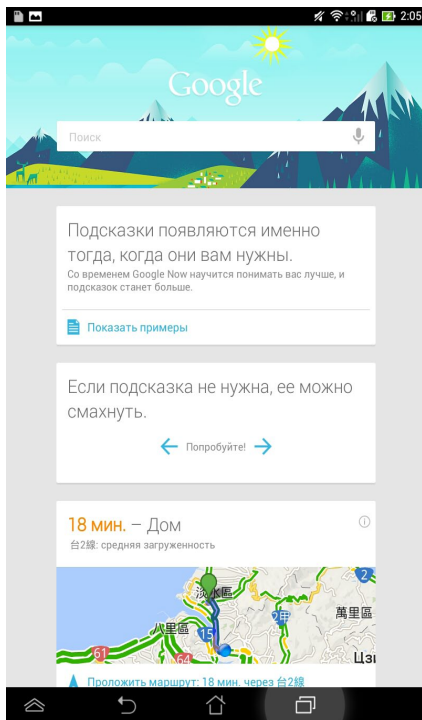 2:05
Google
Поиск
Подсказки появляются именно
тогда, когда они вам нужны.
Со временем Google Now научится понимать вас лучше, и
подсказок станет больше.
Показать примеры
Если подсказка не нужна, ее можно
смахнуть.
Попробуйте!
18 мин. – Дом
台2線: средняя загруженность
2
淡水區
2甲
萬里區
八里區
15
61
64
Цзи
Проложить маршрут: 18 мин. через 台2線